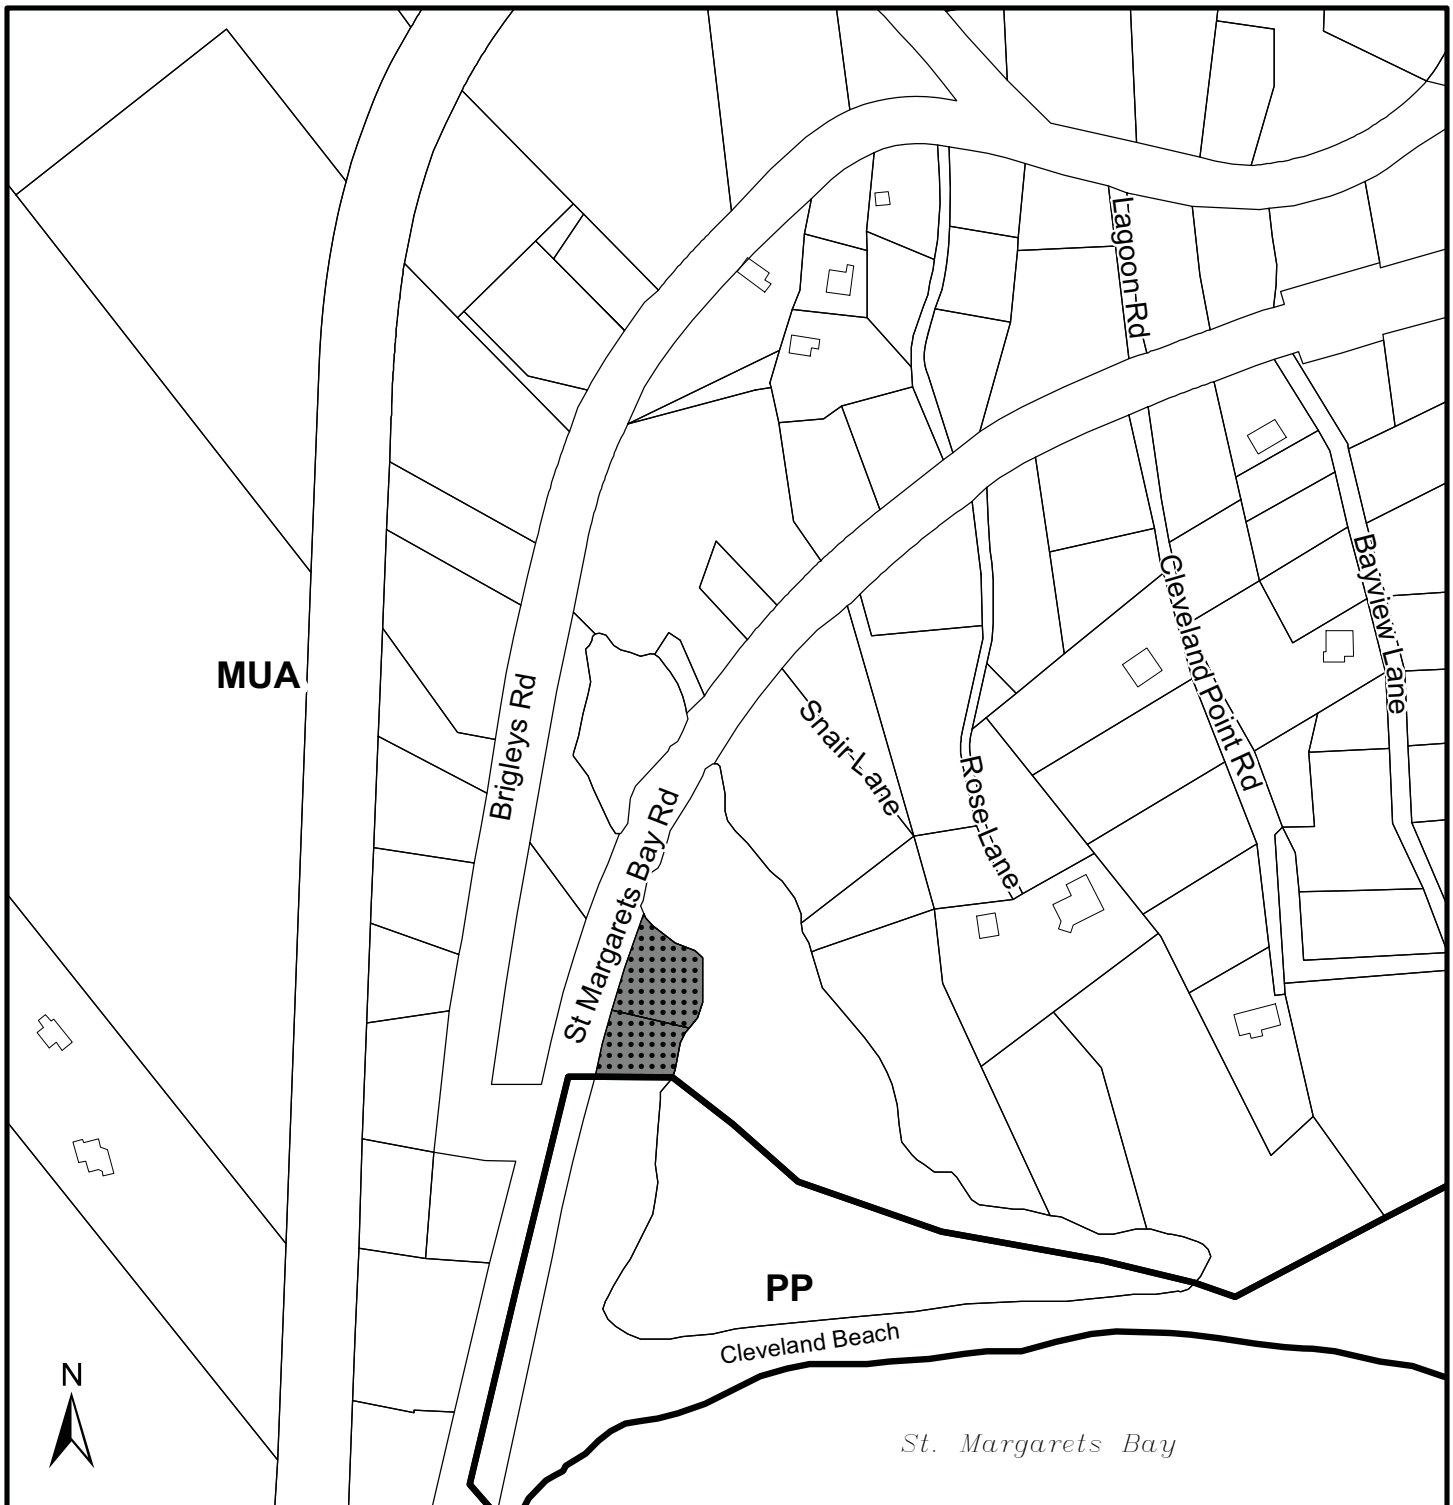 Lagoon Rd
Cleveland Point Rd
Bayview Lane
MUA
Brigleys Rd
Snair Lane
Rose Lane
St Margarets Bay Rd
PP
Cleveland Beach
N
St. Margarets Bay